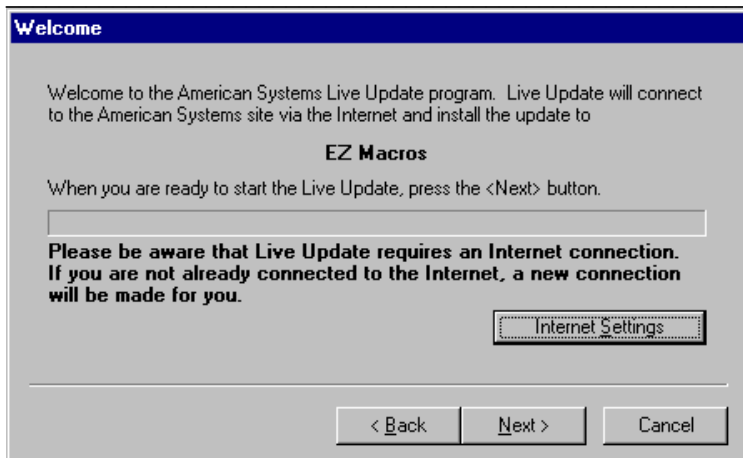 Welcome
Welcome to the American Systems Live Update program.  Live Update will connect
to the American Systems site via the Internet and install the update to
EZ Macros
When you are ready to start the Live Update, press the <Next> button.
Please be aware that Live Update requires an Internet connection.
If you are not already connected to the Internet, a new connection
will be made for you.
Internet Settings
< Back
Next >
Cancel